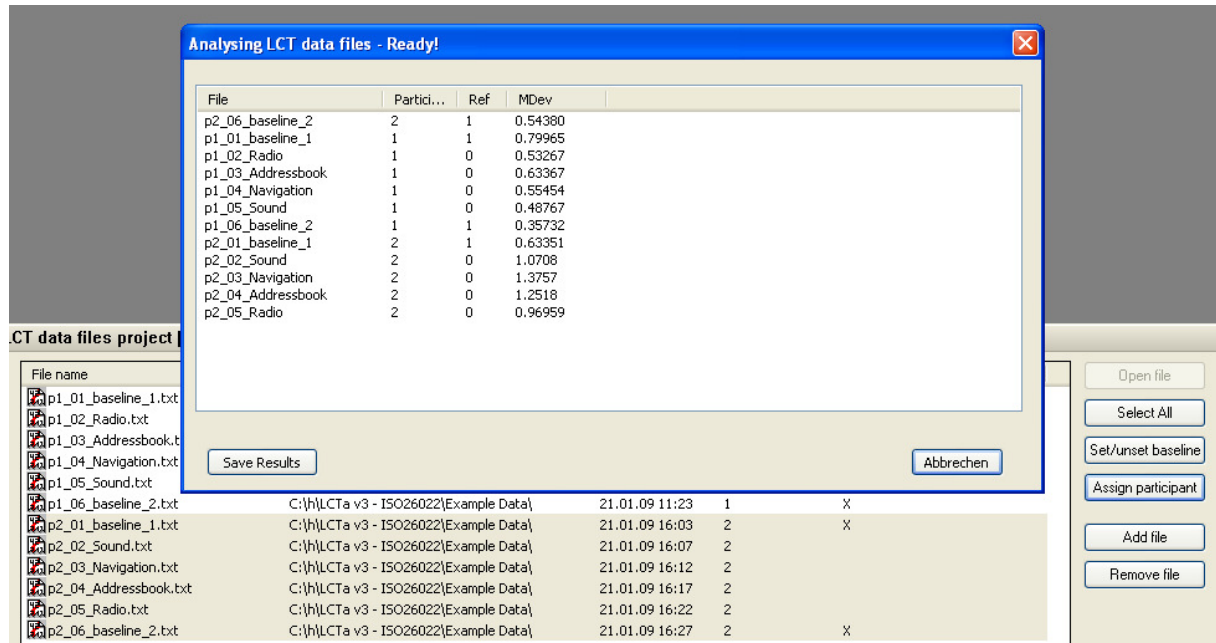 Analysing LCT data files - Ready!
File Partici... Ref MDev
p2_06_baseline_2 2 1 0.54380
p1_01_baseline_1 1 1 0.79965
p1_02_Radio 1 0 0.53267
p1_03_Addressbook 1 0 0.63367
p1_04_Navigation 1 0 0.55454
p1_05_Sound 1 0 0.48767
p1_06_baseline_2 1 1 0.35732
p2_01_baseline_1 2 1 0.63351
p2_02_Sound 2 0 1.0708
p2_03_Navigation 2 0 1.3757
p2_04_Addressbook 2 0 1.2518
p2_05_Radio 2 0 0.96959
Save Results Abbrechen
.CT data files project [
File name
p1_01_baseline_1.txt
p1_02_Radio.txt
p1_03_Addressbook.t
p1_04_Navigation.txt
p1_05_Sound.txt
p1_06_baseline_2.txt C:\h\LCTa v3 - ISO26022\Example Data\ 21.01.09 11:23 1 X
p2_01_baseline_1.txt C:\h\LCTa v3 - ISO26022\Example Data\ 21.01.09 16:03 2 X
p2_02_Sound.txt C:\h\LCTa v3 - ISO26022\Example Data\ 21.01.09 16:07 2
p2_03_Navigation.txt C:\h\LCTa v3 - ISO26022\Example Data\ 21.01.09 16:12 2
p2_04_Addressbook.txt C:\h\LCTa v3 - ISO26022\Example Data\ 21.01.09 16:17 2
p2_05_Radio.txt C:\h\LCTa v3 - ISO26022\Example Data\ 21.01.09 16:22 2
p2_06_baseline_2.txt C:\h\LCTa v3 - ISO26022\Example Data\ 21.01.09 16:27 2 X
Open file
Select All
Set/unset baseline
Assign participant
Add file
Remove file